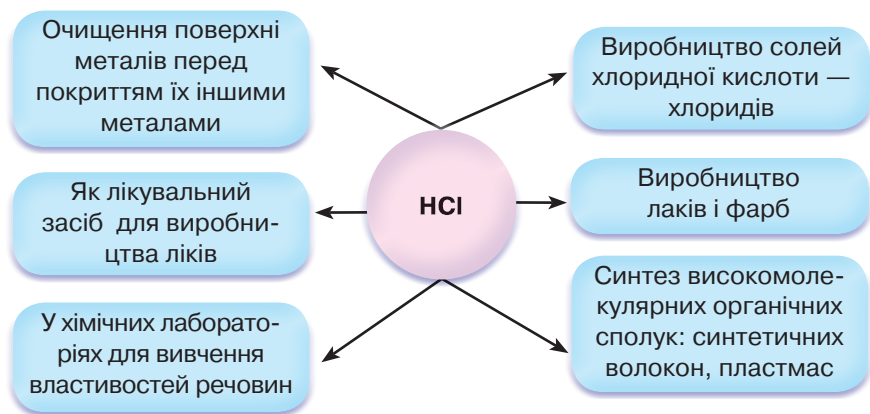 Очищення поверхні
металів перед
покриттям їх іншими
металами
Виробництво солей
хлоридної кислоти —
хлоридів
Як лікувальний
засіб для виробни-
цтва ліків
HCl
Виробництво
лаків і фарб
У хімічних лаборато-
ріях для вивчення
властивостей речовин
Синтез високомоле-
кулярних органічних
сполук: синтетичних
волокон, пластмас